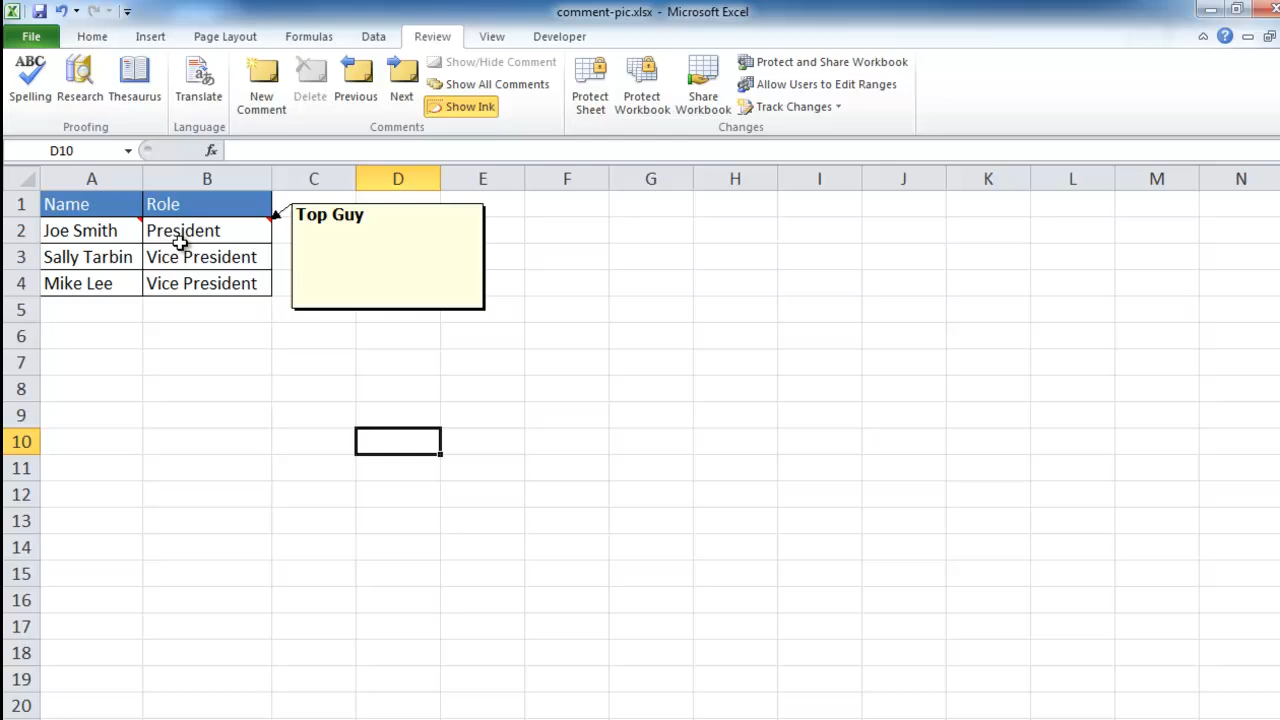 comment-pic.xlsx - Microsoft Excel
File Home Insert Page Layout Formulas Data Review View Developer
ABC
Spelling Research Thesaurus
Proofing
Translate
Language
New Comment
Delete Previous Next
Show/Hide Comment
Show All Comments
Show Ink
Comments
Protect Sheet
Protect Workbook
Share Workbook
Protect and Share Workbook
Allow Users to Edit Ranges
Track Changes
Changes
D10 fx
A B C D E F G H I J K L M N
1 Name Role
2 Joe Smith President
3 Sally Tarbin Vice President
4 Mike Lee Vice President
Top Guy
5
6
7
8
9
10
11
12
13
14
15
16
17
18
19
20